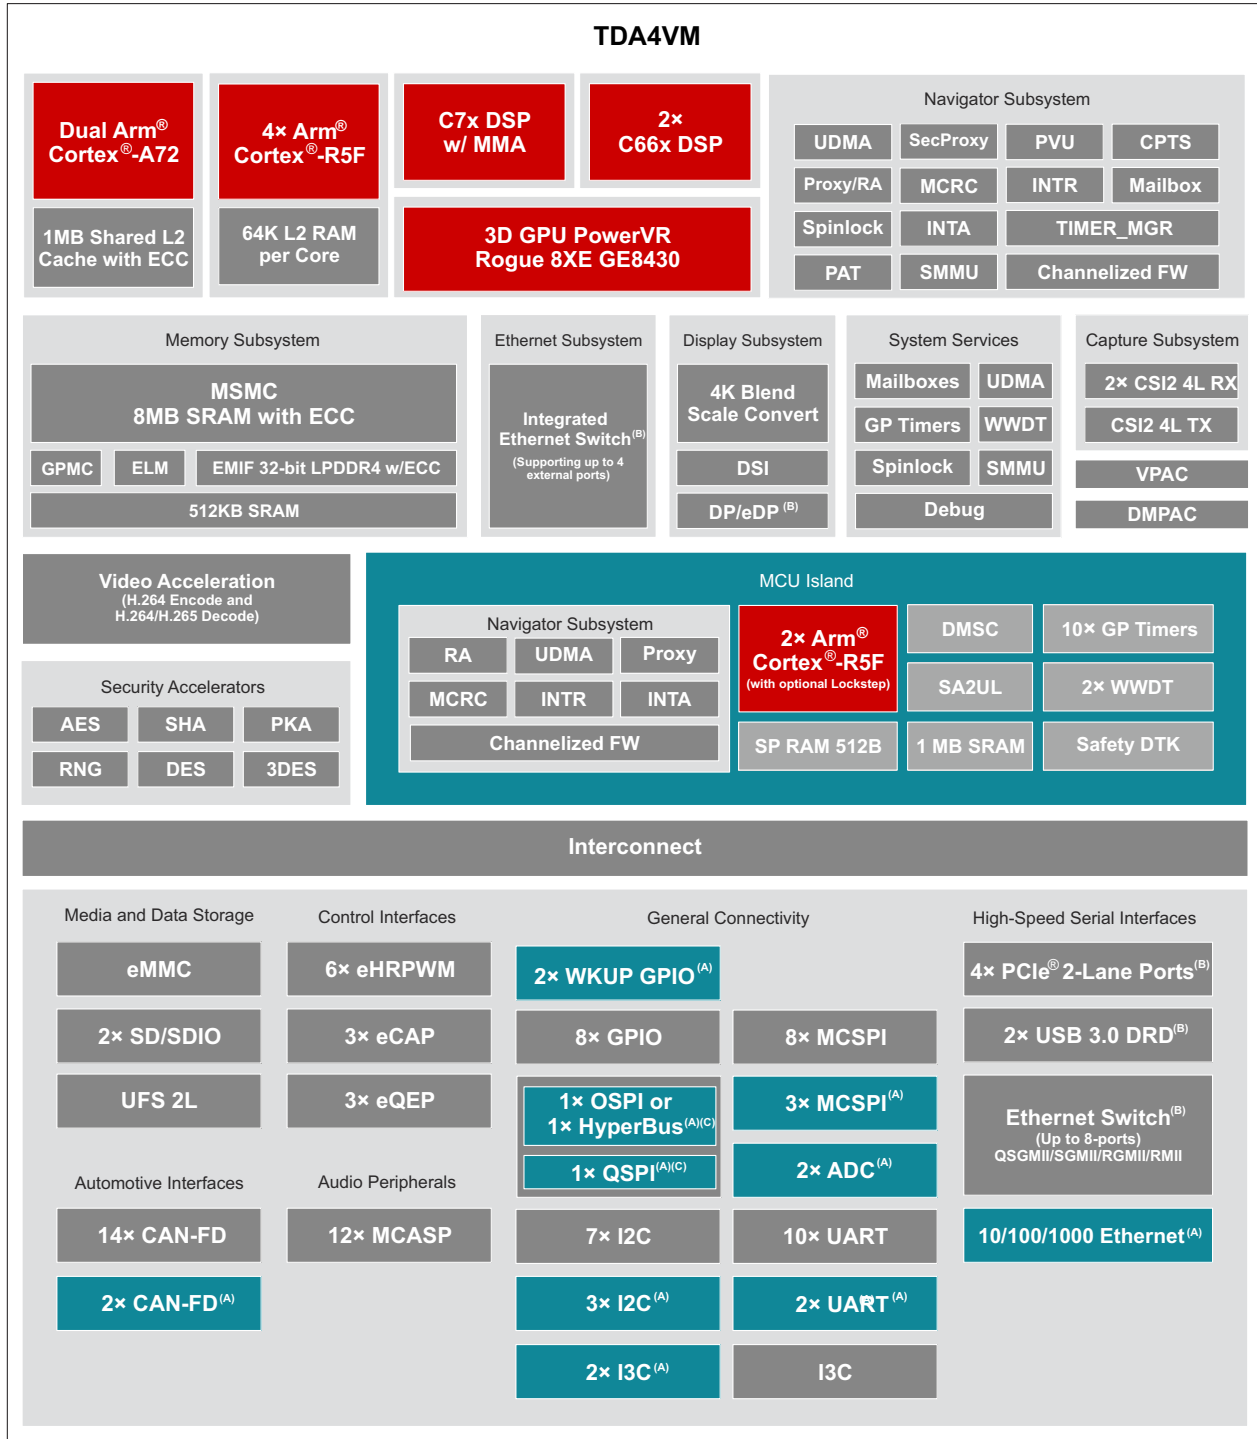 TDA4VM
Dual Arm®
Cortex®-A72
1MB Shared L2
Cache with ECC
4× Arm®
Cortex®-R5F
64K L2 RAM
per Core
C7x DSP
w/ MMA
2×
C66x DSP
3D GPU PowerVR
Rogue 8XE GE8430
Navigator Subsystem
UDMA
SecProxy
PVU
CPTS
Proxy/RA
MCRC
INTR
Mailbox
Spinlock
INTA
TIMER_MGR
PAT
SMMU
Channelized FW
Memory Subsystem
MSMC
8MB SRAM with ECC
GPMC
ELM
EMIF 32-bit LPDDR4 w/ECC
512KB SRAM
Ethernet Subsystem
Integrated
Ethernet Switch(B)
(Supporting up to 4
external ports)
Display Subsystem
4K Blend
Scale Convert
DSI
DP/eDP (B)
System Services
Mailboxes
UDMA
GP Timers
WWDT
Spinlock
SMMU
Debug
Capture Subsystem
2× CSI2 4L RX
CSI2 4L TX
VPAC
DMPAC
Video Acceleration
(H.264 Encode and
H.264/H.265 Decode)
Security Accelerators
AES
SHA
PKA
RNG
DES
3DES
MCU Island
Navigator Subsystem
RA
UDMA
Proxy
MCRC
INTR
INTA
Channelized FW
2× Arm®
Cortex®-R5F
(with optional Lockstep)
DMSC
10× GP Timers
SA2UL
2× WWDT
SP RAM 512B
1 MB SRAM
Safety DTK
Interconnect
Media and Data Storage
eMMC
2× SD/SDIO
UFS 2L
Control Interfaces
6× eHRPWM
3× eCAP
3× eQEP
Automotive Interfaces
14× CAN-FD
2× CAN-FD(A)
Audio Peripherals
12× MCASP
General Connectivity
2× WKUP GPIO(A)
8× GPIO
8× MCSPI
1× OSPI or
1× HyperBus(A)(C)
1× QSPI(A)(C)
3× MCSPI(A)
2× ADC(A)
7× I2C
10× UART
3× I2C(A)
2× UART(A)
2× I3C(A)
I3C
High-Speed Serial Interfaces
4× PCIe® 2-Lane Ports(B)
2× USB 3.0 DRD(B)
Ethernet Switch(B)
(Up to 8-ports)
QSGMII/SGMII/RGMII/RMII
10/100/1000 Ethernet(A)